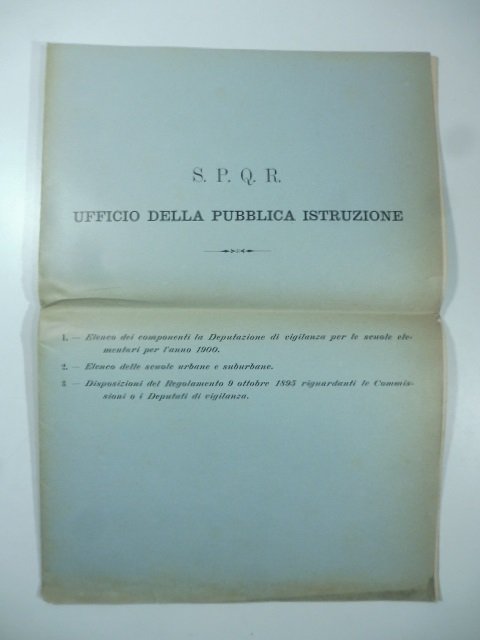 S. P. Q. R.
UFFICIO DELLA PUBBLICA ISTRUZIONE
1. — Elenco dei componenti la Deputazione di vigilanza per le scuole ele-
mentari per l'anno 1900.
2. — Elenco delle scuole urbane e suburbane.
3. — Disposizioni del Regolamento 9 ottobre 1895 riguardanti le Commis-
sioni o i Deputati di vigilanza.